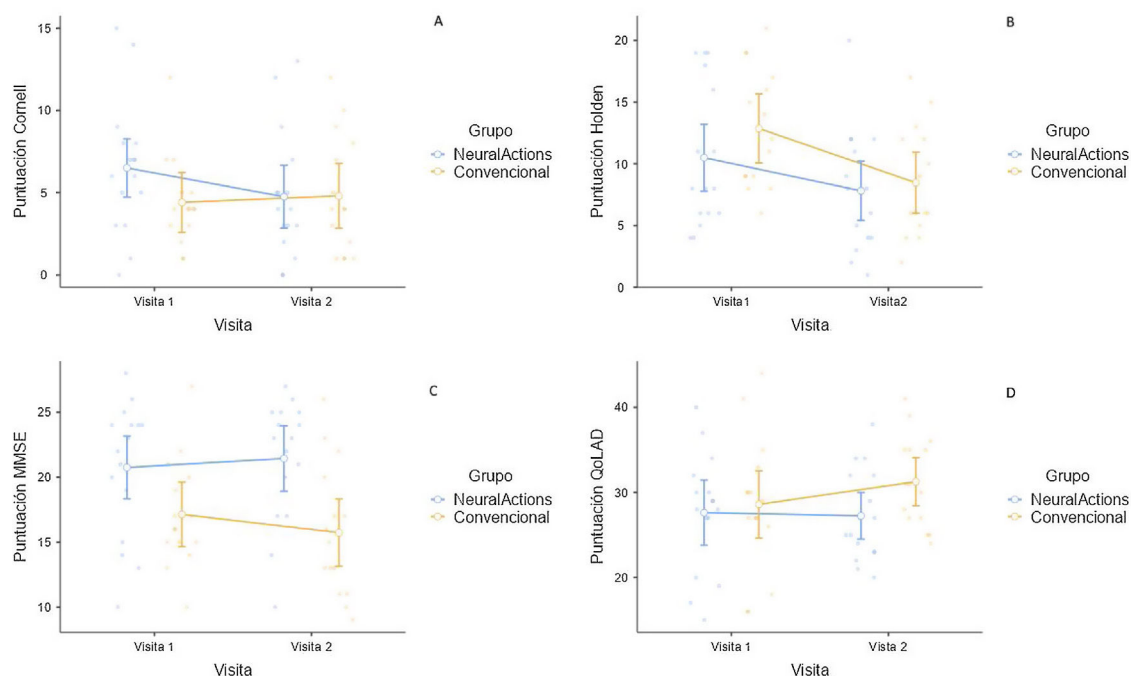 A
Puntuación Cornell
15
10
5
0
Visita 1
Visita 2
Visita
Grupo
NeuralActions
Convencional
B
Puntuación Holden
20
15
10
5
0
Visita1
Visita2
Visita
Grupo
NeuralActions
Convencional
C
Puntuación MMSE
25
20
15
10
Visita 1
Visita 2
Visita
Grupo
NeuralActions
Convencional
D
Puntuación QoLAD
40
30
20
Visita 1
Visita 2
Visita
Grupo
NeuralActions
Convencional